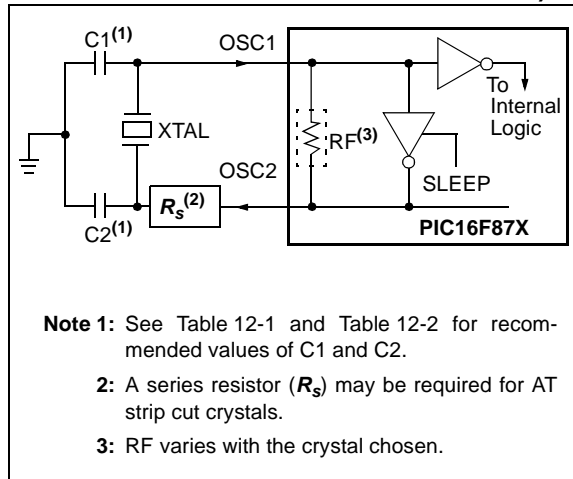 C1(1)
OSC1
To
Internal
Logic
XTAL
RF(3)
OSC2
SLEEP
Rs(2)
C2(1)
PIC16F87X
Note 1: See Table 12-1 and Table 12-2 for recom-
mended values of C1 and C2.
2: A series resistor (Rs) may be required for AT
strip cut crystals.
3: RF varies with the crystal chosen.